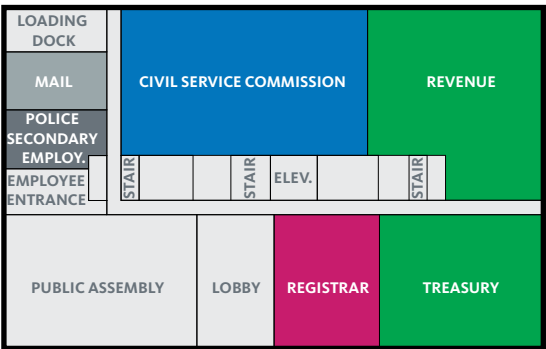 LOADING
DOCK
MAIL
CIVIL SERVICE COMMISSION
REVENUE
POLICE
SECONDARY
EMPLOY.
EMPLOYEE
ENTRANCE
STAIR
STAIR
ELEV.
STAIR
PUBLIC ASSEMBLY
LOBBY
REGISTRAR
TREASURY